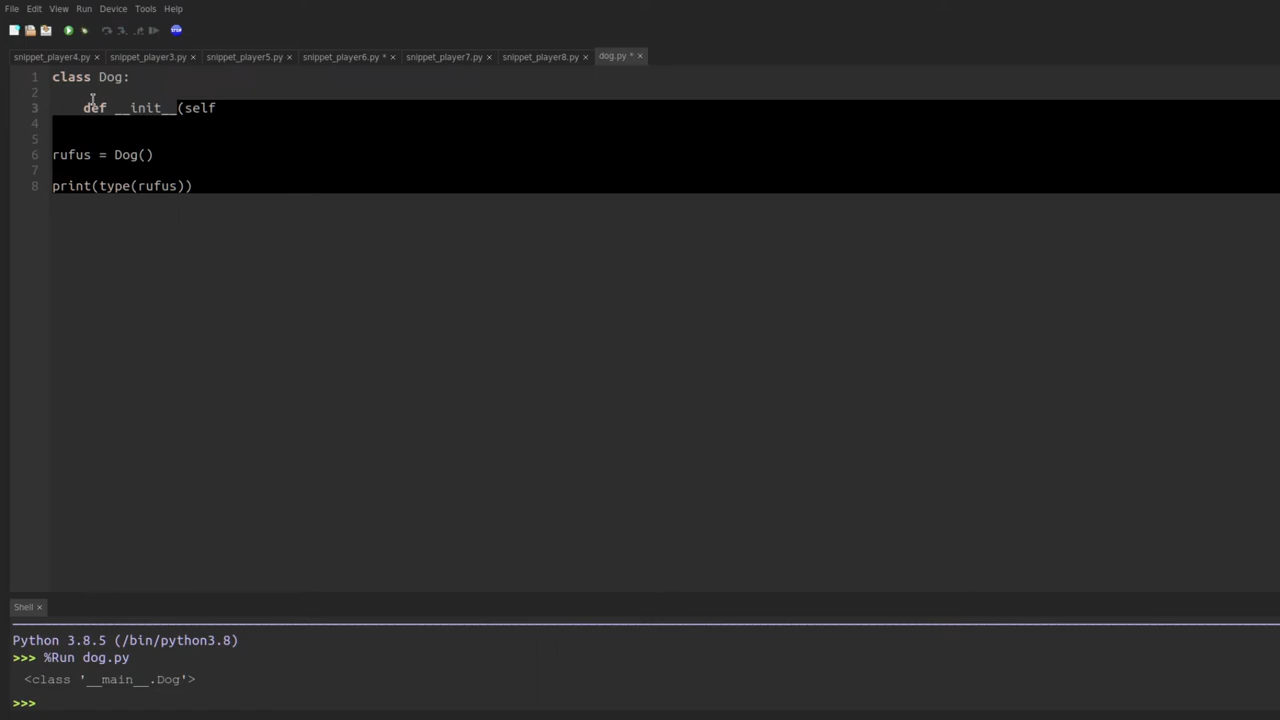 File Edit View Run Device Tools Help
STOP
snippet_player4.py × snippet_player3.py × snippet_player5.py × snippet_player6.py * × snippet_player7.py × snippet_player8.py × dog.py * ×
1 class Dog:
2
3 def __init__(self
4
5
6 rufus = Dog()
7
8 print(type(rufus))
Shell ×
Python 3.8.5 (/bin/python3.8)
>>> %Run dog.py
<class '__main__.Dog'>
>>>